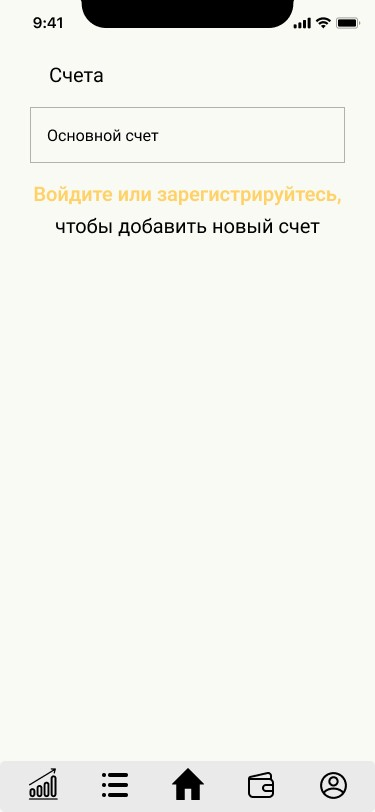 9:41
Счета
Основной счет
Войдите или зарегистрируйтесь,
чтобы добавить новый счет